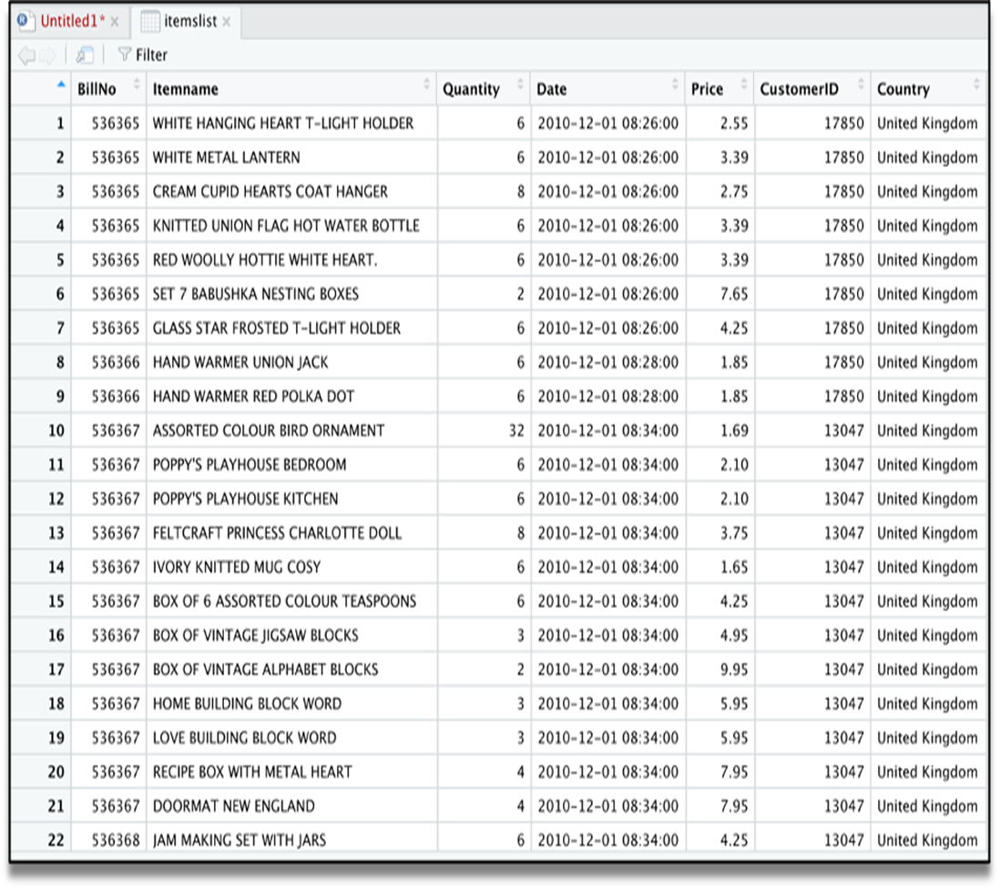 Untitled1* ×
itemslist ×
Filter
BillNo Itemname Quantity Date Price CustomerID Country
1 536365 WHITE HANGING HEART T-LIGHT HOLDER 6 2010-12-01 08:26:00 2.55 17850 United Kingdom
2 536365 WHITE METAL LANTERN 6 2010-12-01 08:26:00 3.39 17850 United Kingdom
3 536365 CREAM CUPID HEARTS COAT HANGER 8 2010-12-01 08:26:00 2.75 17850 United Kingdom
4 536365 KNITTED UNION FLAG HOT WATER BOTTLE 6 2010-12-01 08:26:00 3.39 17850 United Kingdom
5 536365 RED WOOLLY HOTTIE WHITE HEART. 6 2010-12-01 08:26:00 3.39 17850 United Kingdom
6 536365 SET 7 BABUSHKA NESTING BOXES 2 2010-12-01 08:26:00 7.65 17850 United Kingdom
7 536365 GLASS STAR FROSTED T-LIGHT HOLDER 6 2010-12-01 08:26:00 4.25 17850 United Kingdom
8 536366 HAND WARMER UNION JACK 6 2010-12-01 08:28:00 1.85 17850 United Kingdom
9 536366 HAND WARMER RED POLKA DOT 6 2010-12-01 08:28:00 1.85 17850 United Kingdom
10 536367 ASSORTED COLOUR BIRD ORNAMENT 32 2010-12-01 08:34:00 1.69 13047 United Kingdom
11 536367 POPPY'S PLAYHOUSE BEDROOM 6 2010-12-01 08:34:00 2.10 13047 United Kingdom
12 536367 POPPY'S PLAYHOUSE KITCHEN 6 2010-12-01 08:34:00 2.10 13047 United Kingdom
13 536367 FELTCRAFT PRINCESS CHARLOTTE DOLL 8 2010-12-01 08:34:00 3.75 13047 United Kingdom
14 536367 IVORY KNITTED MUG COSY 6 2010-12-01 08:34:00 1.65 13047 United Kingdom
15 536367 BOX OF 6 ASSORTED COLOUR TEASPOONS 6 2010-12-01 08:34:00 4.25 13047 United Kingdom
16 536367 BOX OF VINTAGE JIGSAW BLOCKS 3 2010-12-01 08:34:00 4.95 13047 United Kingdom
17 536367 BOX OF VINTAGE ALPHABET BLOCKS 2 2010-12-01 08:34:00 9.95 13047 United Kingdom
18 536367 HOME BUILDING BLOCK WORD 3 2010-12-01 08:34:00 5.95 13047 United Kingdom
19 536367 LOVE BUILDING BLOCK WORD 3 2010-12-01 08:34:00 5.95 13047 United Kingdom
20 536367 RECIPE BOX WITH METAL HEART 4 2010-12-01 08:34:00 7.95 13047 United Kingdom
21 536367 DOORMAT NEW ENGLAND 4 2010-12-01 08:34:00 7.95 13047 United Kingdom
22 536368 JAM MAKING SET WITH JARS 6 2010-12-01 08:34:00 4.25 13047 United Kingdom